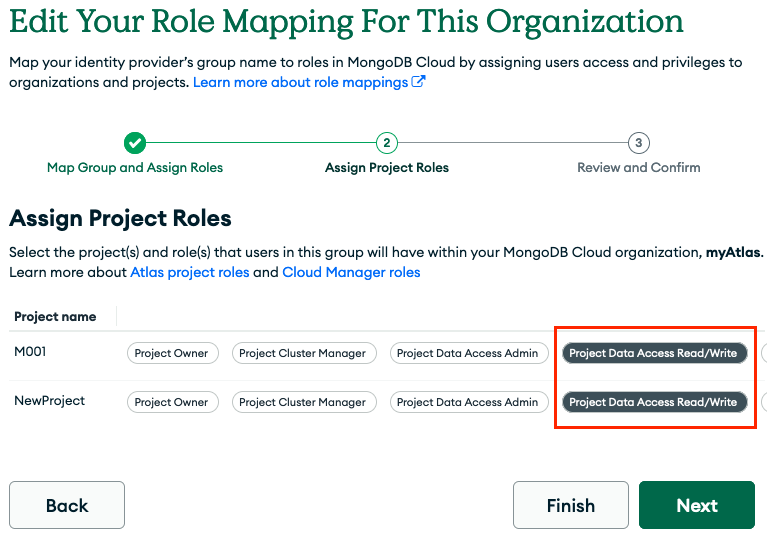 Edit Your Role Mapping For This Organization
Map your identity provider’s group name to roles in MongoDB Cloud by assigning users access and privileges to
organizations and projects. Learn more about role mappings
2
3
Map Group and Assign Roles
Assign Project Roles
Review and Confirm
Assign Project Roles
Select the project(s) and role(s) that users in this group will have within your MongoDB Cloud organization, myAtlas.
Learn more about Atlas project roles and Cloud Manager roles
Project name
M001 Project Owner Project Cluster Manager Project Data Access Admin Project Data Access Read/Write
NewProject Project Owner Project Cluster Manager Project Data Access Admin Project Data Access Read/Write
Back Finish Next